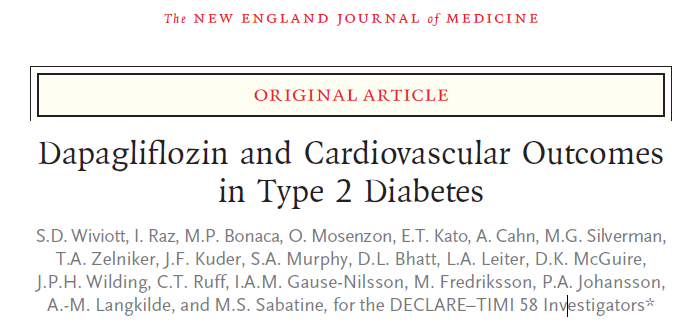 The NEW ENGLAND JOURNAL of MEDICINE
ORIGINAL ARTICLE
Dapagliflozin and Cardiovascular Outcomes
in Type 2 Diabetes
S.D. Wiviott, I. Raz, M.P. Bonaca, O. Mosenzon, E.T. Kato, A. Cahn, M.G. Silverman,
T.A. Zelniker, J.F. Kuder, S.A. Murphy, D.L. Bhatt, L.A. Leiter, D.K. McGuire,
J.P.H. Wilding, C.T. Ruff, I.A.M. Gause-Nilsson, M. Fredriksson, P.A. Johansson,
A.-M. Langkilde, and M.S. Sabatine, for the DECLARE–TIMI 58 Investigators*